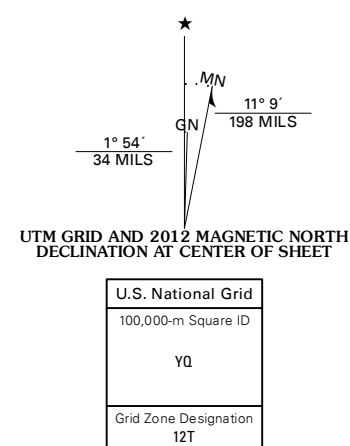 ★
MN
GN
11° 9´
198 MILS
1° 54´
34 MILS
UTM GRID AND 2012 MAGNETIC NORTH
DECLINATION AT CENTER OF SHEET
U.S. National Grid
100,000-m Square ID
YQ
Grid Zone Designation
12T